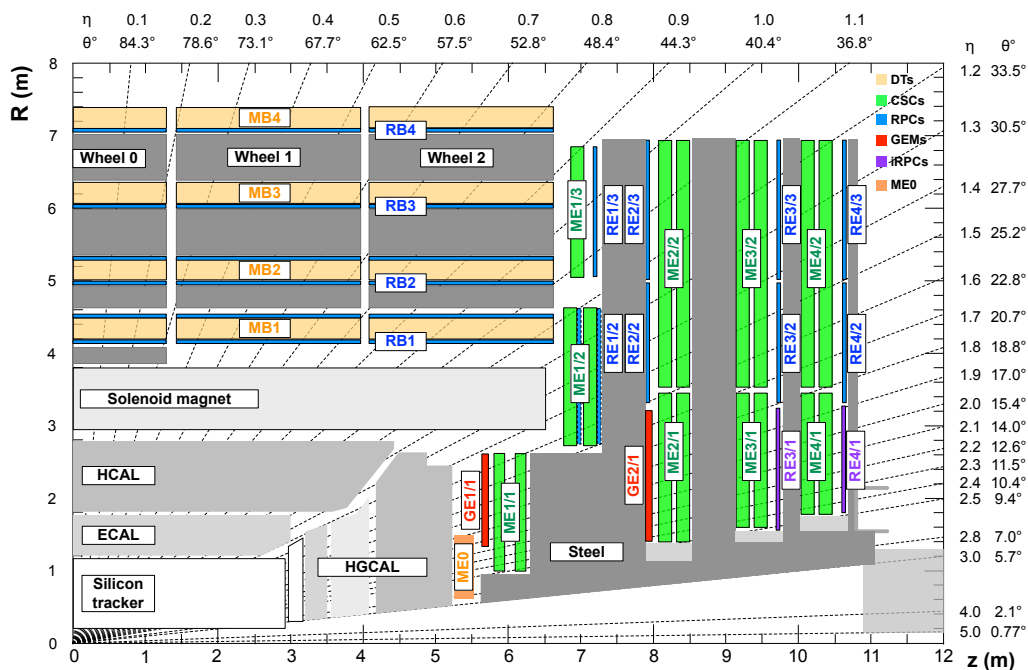 η 0.1 0.2 0.3 0.4 0.5 0.6 0.7 0.8 0.9 1.0 1.1
θ° 84.3° 78.6° 73.1° 67.7° 62.5° 57.5° 52.8° 48.4° 44.3° 40.4° 36.8° η θ°
R (m)
8
7
6
5
4
3
2
1
0
1.2 33.5°
1.3 30.5°
1.4 27.7°
1.5 25.2°
1.6 22.8°
1.7 20.7°
1.8 18.8°
1.9 17.0°
2.0 15.4°
2.1 14.0°
2.2 12.6°
2.3 11.5°
2.4 10.4°
2.5 9.4°
2.8 7.0°
3.0 5.7°
4.0 2.1°
5.0 0.77°
DTs
CSCs
RPCs
GEMs
iRPCs
ME0
MB4
RB4
Wheel 0 Wheel 1 Wheel 2
MB3
RB3
MB2
RB2
MB1
RB1
ME1/3
RE1/3
RE2/3
ME2/2
ME3/2
RE3/3
ME4/2
RE4/3
ME1/2
RE1/2
RE2/2
RE3/2
RE4/2
Solenoid magnet
HCAL
ECAL
Silicon
tracker
HGCAL
ME0
GE1/1
ME1/1
Steel
GE2/1
ME2/1
ME3/1
RE3/1
ME4/1
RE4/1
0 1 2 3 4 5 6 7 8 9 10 11 12
z (m)